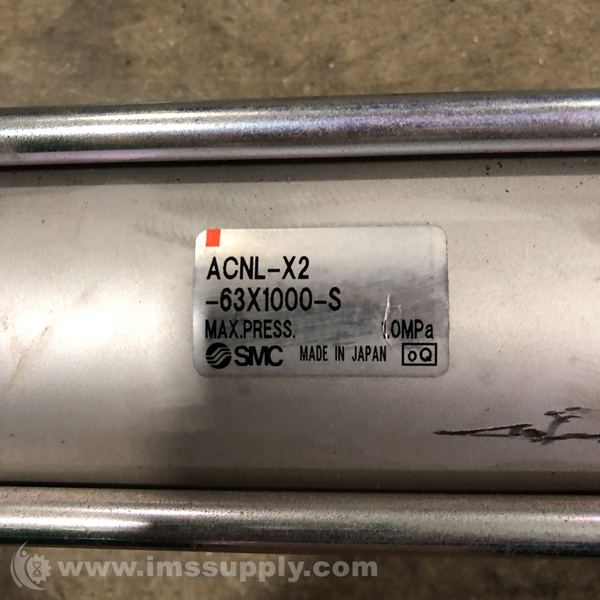 ACNL-X2
-63X1000-S
MAX.PRESS. 1.0MPa
SMC MADE IN JAPAN oQ
www.imssupply.com